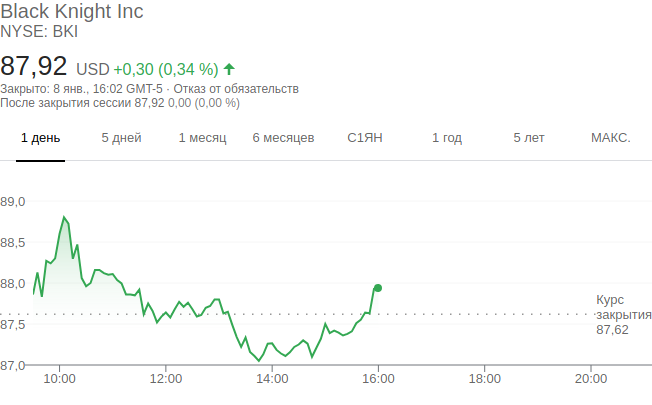 Black Knight Inc
NYSE: BKI
87,92 USD +0,30 (0,34 %)
Закрыто: 8 янв., 16:02 GMT-5 · Отказ от обязательств
После закрытия сессии 87,92 0,00 (0,00 %)
1 день 5 дней 1 месяц 6 месяцев С1ЯН 1 год 5 лет МАКС.
89,0
88,5
88,0
87,5
87,0
Курс
закрытия
87,62
10:00 12:00 14:00 16:00 18:00 20:00